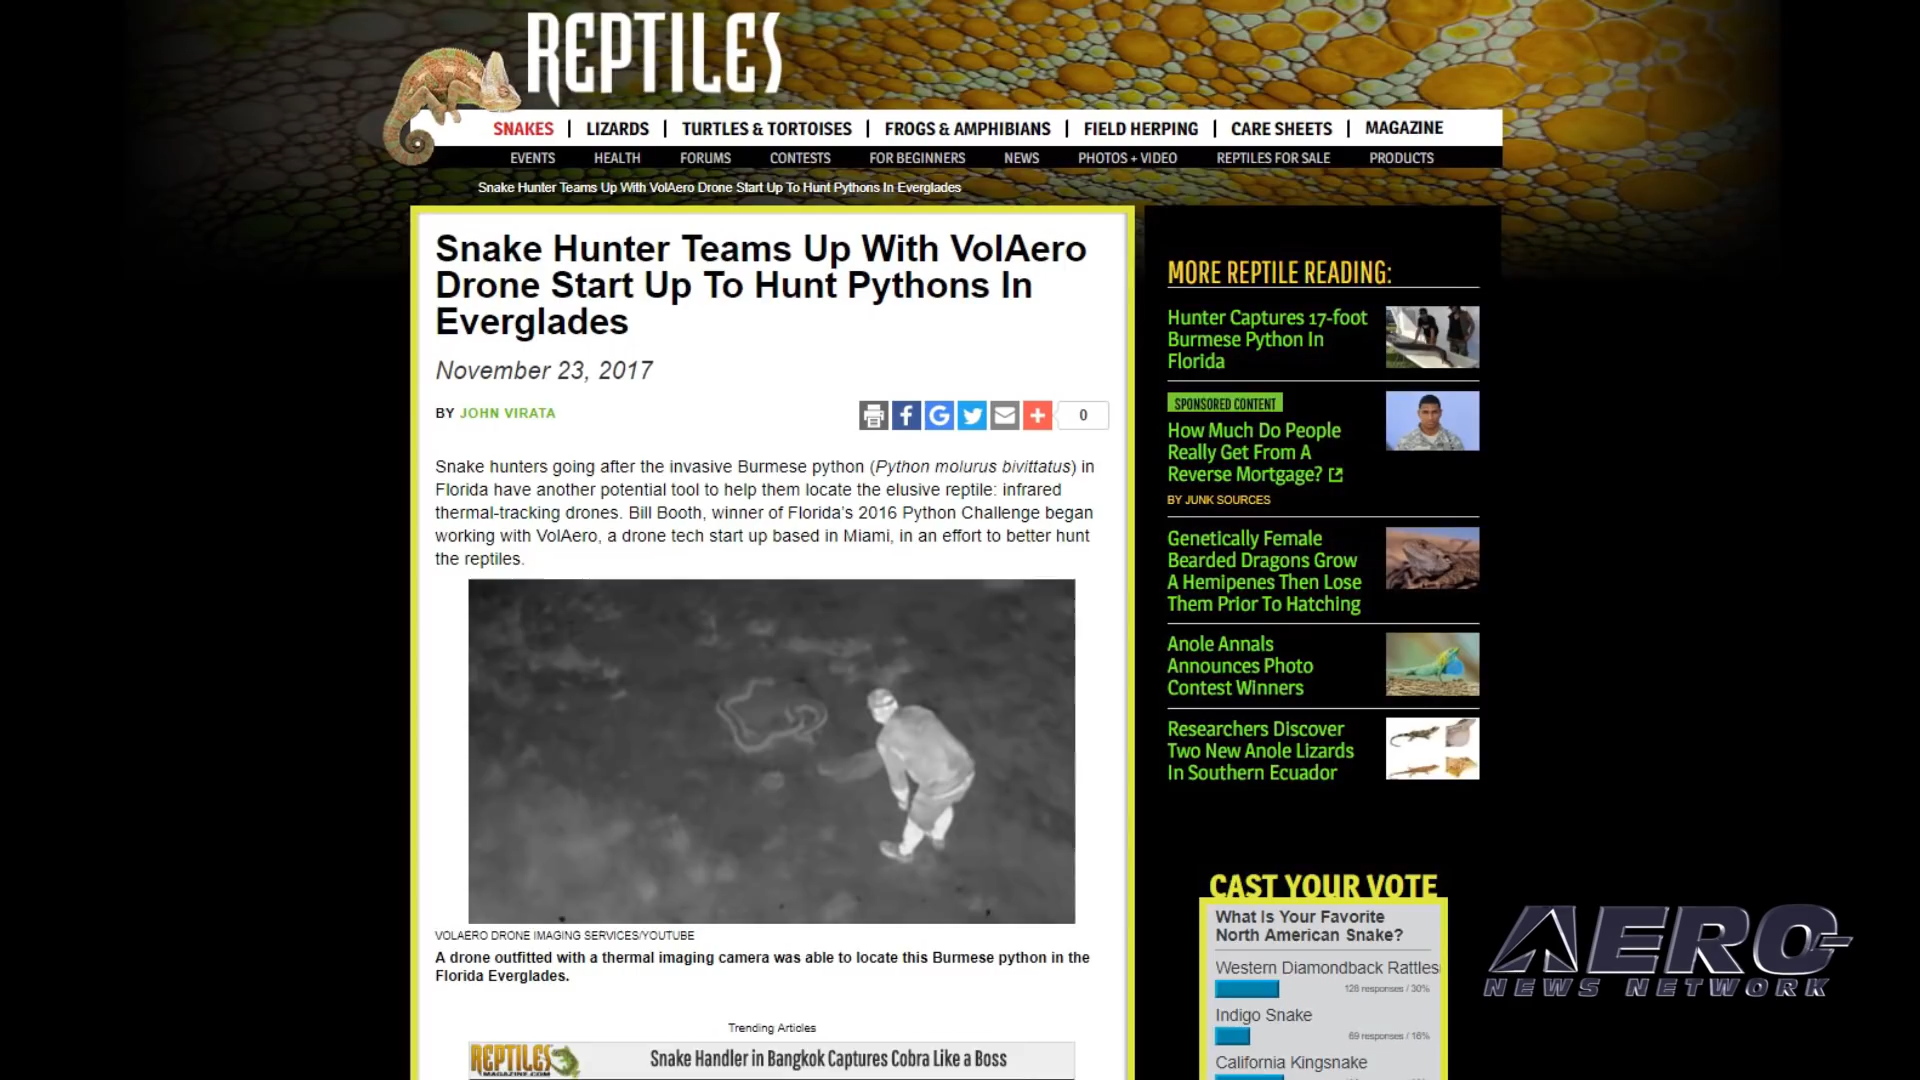 REPTILES
SNAKES | LIZARDS | TURTLES & TORTOISES | FROGS & AMPHIBIANS | FIELD HERPING | CARE SHEETS | MAGAZINE
EVENTS HEALTH FORUMS CONTESTS FOR BEGINNERS NEWS PHOTOS + VIDEO REPTILES FOR SALE PRODUCTS
Snake Hunter Teams Up With VolAero Drone Start Up To Hunt Pythons In Everglades
Snake Hunter Teams Up With VolAero
Drone Start Up To Hunt Pythons In
Everglades
November 23, 2017
BY JOHN VIRATA
0
Snake hunters going after the invasive Burmese python (Python molurus bivittatus) in
Florida have another potential tool to help them locate the elusive reptile: infrared
thermal-tracking drones. Bill Booth, winner of Florida's 2016 Python Challenge began
working with VolAero, a drone tech start up based in Miami, in an effort to better hunt
the reptiles.
VOLAERO DRONE IMAGING SERVICES/YOUTUBE
A drone outfitted with a thermal imaging camera was able to locate this Burmese python in the
Florida Everglades.
Trending Articles
REPTILES
MAGAZINE.COM
Snake Handler in Bangkok Captures Cobra Like a Boss
MORE REPTILE READING:
Hunter Captures 17-foot
Burmese Python In
Florida
SPONSORED CONTENT
How Much Do People
Really Get From A
Reverse Mortgage?
BY JUNK SOURCES
Genetically Female
Bearded Dragons Grow
A Hemipenes Then Lose
Them Prior To Hatching
Anole Annals
Announces Photo
Contest Winners
Researchers Discover
Two New Anole Lizards
In Southern Ecuador
CAST YOUR VOTE
What Is Your Favorite
North American Snake?
Western Diamondback Rattles
128 responses / 30%
Indigo Snake
69 responses / 16%
California Kingsnake
AERO
NEWS NETWORK